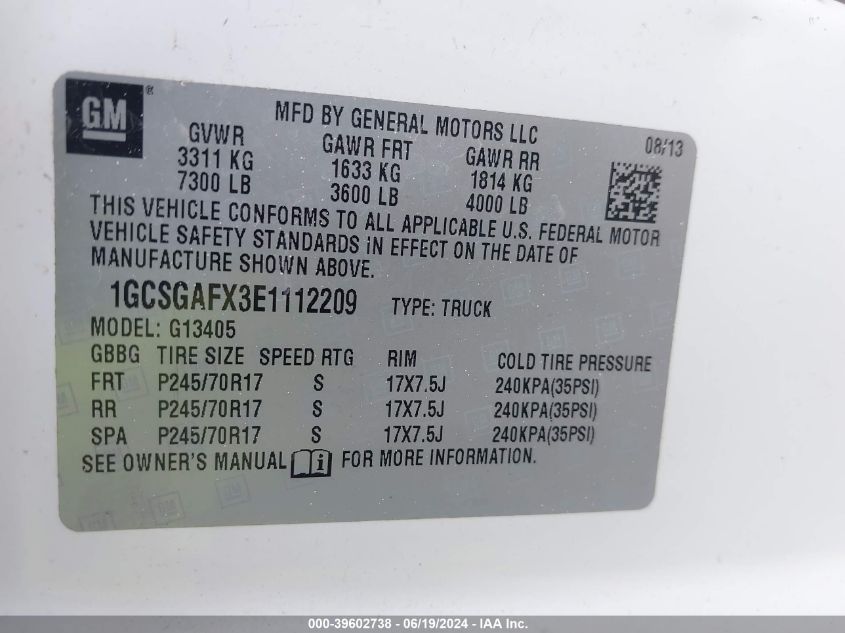 GM ®
MFD BY GENERAL MOTORS LLC
08/13
GVWR GAWR FRT GAWR RR
3311 KG 1633 KG 1814 KG
7300 LB 3600 LB 4000 LB
THIS VEHICLE CONFORMS TO ALL APPLICABLE U.S. FEDERAL MOTOR
VEHICLE SAFETY STANDARDS IN EFFECT ON THE DATE OF
MANUFACTURE SHOWN ABOVE.
1GCSGAFX3E1112209 TYPE: TRUCK
MODEL: G13405
GBBG TIRE SIZE SPEED RTG RIM COLD TIRE PRESSURE
FRT P245/70R17 S 17X7.5J 240KPA(35PSI)
RR P245/70R17 S 17X7.5J 240KPA(35PSI)
SPA P245/70R17 S 17X7.5J 240KPA(35PSI)
SEE OWNER'S MANUAL i FOR MORE INFORMATION.
000-39602738 - 06/19/2024 - IAA Inc.